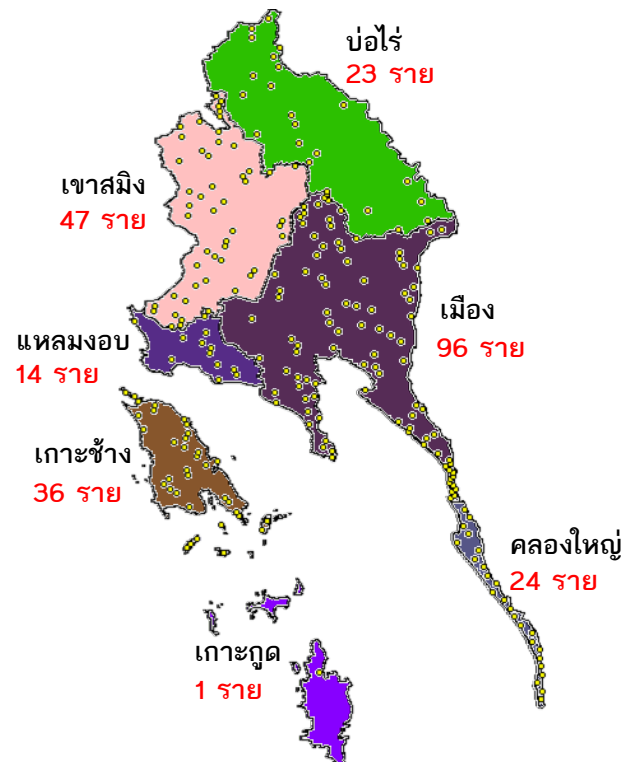 บ่อไร่
23 ราย
เขาสมิง
47 ราย
เมือง
96 ราย
แหลมงอบ
14 ราย
เกาะช้าง
36 ราย
คลองใหญ่
24 ราย
เกาะกูด
1 ราย